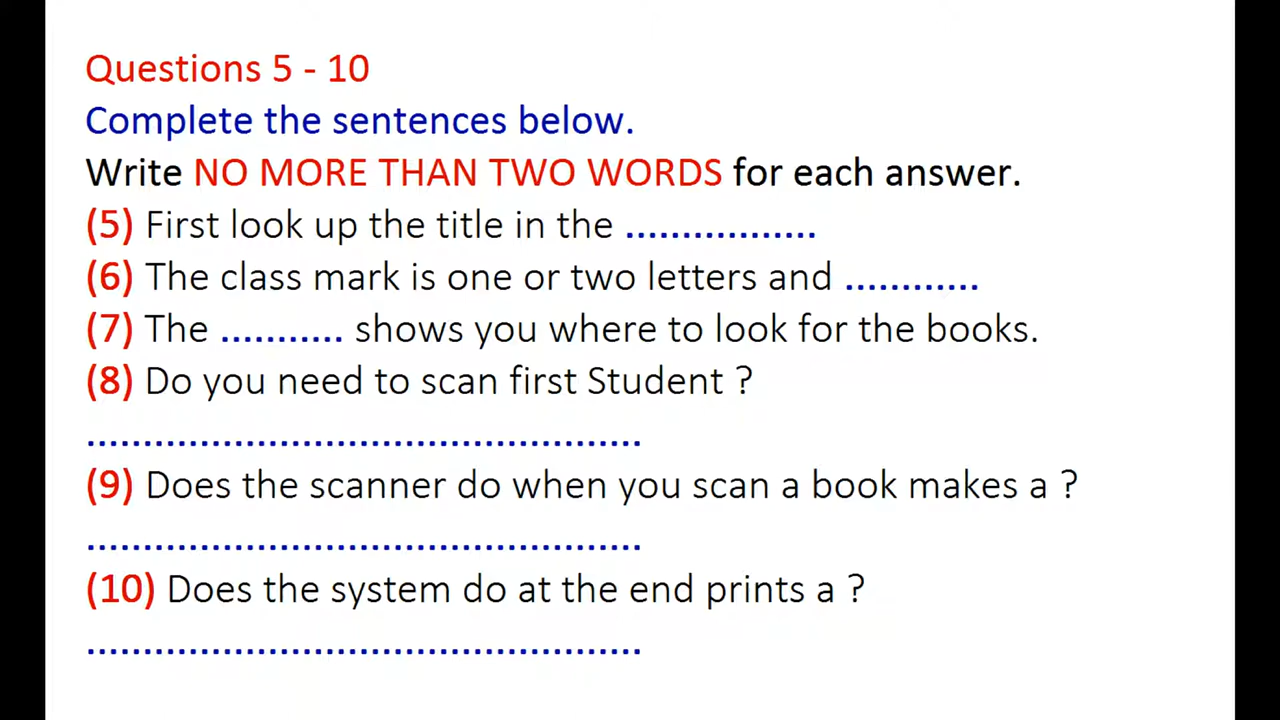 Questions 5 - 10
Complete the sentences below.
Write NO MORE THAN TWO WORDS for each answer.
(5) First look up the title in the .................
(6) The class mark is one or two letters and ............
(7) The ........... shows you where to look for the books.
(8) Do you need to scan first Student ?
.................................................
(9) Does the scanner do when you scan a book makes a ?
.................................................
(10) Does the system do at the end prints a ?
.................................................